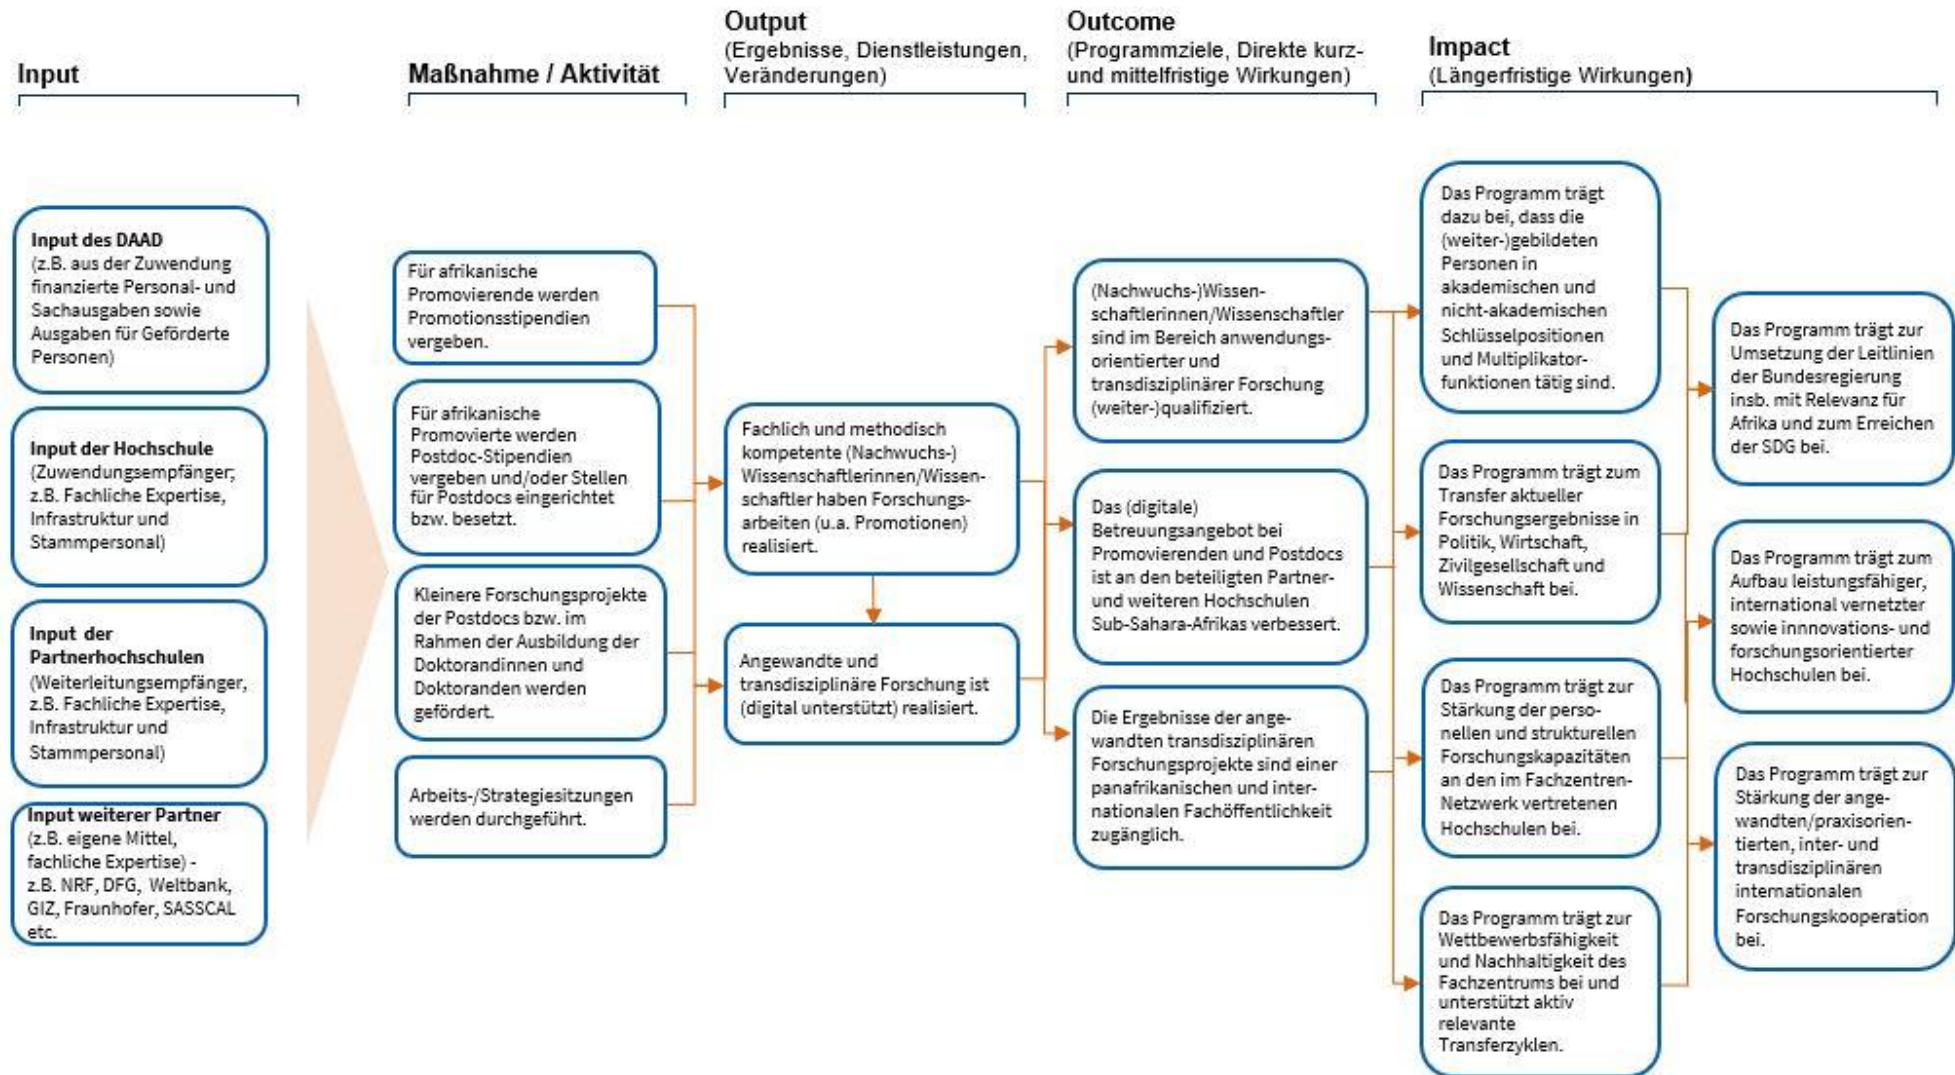 Input
Maßnahme / Aktivität
Output
(Ergebnisse, Dienstleistungen,
Veränderungen)
Outcome
(Programmziele, Direkte kurz-
und mittelfristige Wirkungen)
Impact
(Längerfristige Wirkungen)
Input des DAAD
(z.B. aus der Zuwendung
finanzierte Personal- und
Sachausgaben sowie
Ausgaben für Geförderte
Personen)
Input der Hochschule
(Zuwendungsempfänger;
z.B. Fachliche Expertise,
Infrastruktur und
Stammpersonal)
Input der
Partnerhochschulen
(Weiterleitungsempfänger,
z.B. Fachliche Expertise,
Infrastruktur und
Stammpersonal)
Input weiterer Partner
(z.B. eigene Mittel,
fachliche Expertise) -
z.B. NRF, DFG, Weltbank,
GIZ, Fraunhofer, SASSCAL
etc.
Für afrikanische
Promovierende werden
Promotionsstipendien
vergeben.
Für afrikanische
Promovierte werden
Postdoc-Stipendien
vergeben und/oder Stellen
für Postdocs eingerichtet
bzw. besetzt.
Kleinere Forschungsprojekte
der Postdocs bzw. im
Rahmen der Ausbildung der
Doktorandinnen und
Doktoranden werden
gefördert.
Arbeits-/Strategiesitzungen
werden durchgeführt.
Fachlich und methodisch
kompetente (Nachwuchs-)
Wissenschaftlerinnen/Wissen-
schaftler haben Forschungs-
arbeiten (u.a. Promotionen)
realisiert.
Angewandte und
transdisziplinäre Forschung ist
(digital unterstützt) realisiert.
(Nachwuchs-)Wissen-
schaftlerinnen/Wissenschaftler
sind im Bereich anwendungs-
orientierter und
transdisziplinärer Forschung
(weiter-)qualifiziert.
Das (digitale)
Betreuungsangebot bei
Promovierenden und Postdocs
ist an den beteiligten Partner-
und weiteren Hochschulen
Sub-Sahara-Afrikas verbessert.
Die Ergebnisse der ange-
wandten transdisziplinären
Forschungsprojekte sind einer
panafrikanischen und inter-
nationalen Fachöffentlichkeit
zugänglich.
Das Programm trägt
dazu bei, dass die
(weiter-)gebildeten
Personen in
akademischen und
nicht-akademischen
Schlüsselpositionen
und Multiplikator-
funktionen tätig sind.
Das Programm trägt zum
Transfer aktueller
Forschungsergebnisse in
Politik, Wirtschaft,
Zivilgesellschaft und
Wissenschaft bei.
Das Programm trägt zur
Stärkung der perso-
nellen und strukturellen
Forschungskapazitäten
an den im Fachzentren-
Netzwerk vertretenen
Hochschulen bei.
Das Programm trägt zur
Wettbewerbsfähigkeit
und Nachhaltigkeit des
Fachzentrums bei und
unterstützt aktiv
relevante
Transferzyklen.
Das Programm trägt zur
Umsetzung der Leitlinien
der Bundesregierung
insb. mit Relevanz für
Afrika und zum Erreichen
der SDG bei.
Das Programm trägt zum
Aufbau leistungsfähiger,
international vernetzter
sowie innnovations- und
forschungsorientierter
Hochschulen bei.
Das Programm trägt zur
Stärkung der ange-
wandten/praxisorien-
tierten, inter- und
transdisziplinären
internationalen
Forschungskooperation
bei.